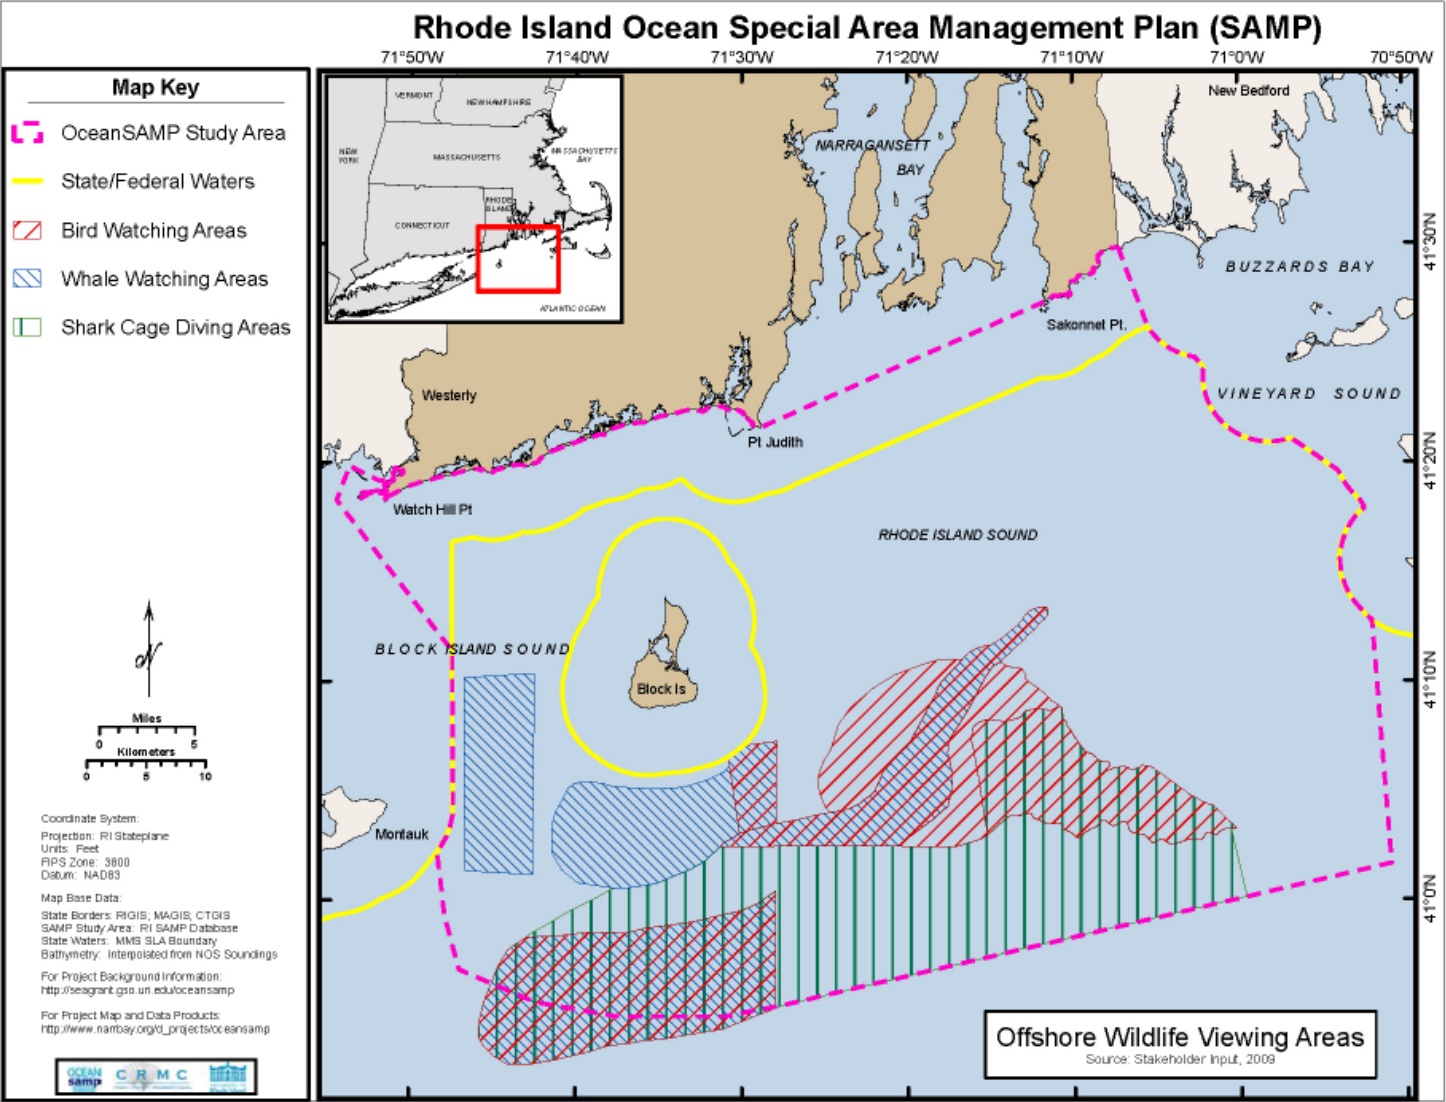 Rhode Island Ocean Special Area Management Plan (SAMP)
71°50'W 71°40'W 71°30'W 71°20'W 71°10'W 71°0'W 70°50'W
Map Key
OceanSAMP Study Area
State/Federal Waters
Bird Watching Areas
Whale Watching Areas
Shark Cage Diving Areas
Miles
0 5
Kilometers
0 5 10
Coordinate System:
Projection: RI Stateplane
Units: Feet
FIPS Zone: 3800
Datum: NAD83
Map Base Data:
State Borders: RIGIS; MAGIS; CTGIS
SAMP Study Area: RI SAMP Database
State Waters: MMS SLA Boundary
Bathymetry: Interpolated from NOS Soundings
For Project Background Information:
http://seagrant.gso.uri.edu/oceansamp
For Project Map and Data Products:
http://www.narrbay.org/d_projects/oceansamp
OCEAN
samp
CRMC
VERMONT
NEW HAMPSHIRE
NEW
YORK
MASSACHUSETTS
MASSACHUSETTS
BAY
CONNECTICUT
RHODE
ISLAND
ATLANTIC OCEAN
New Bedford
NARRAGANSETT
BAY
BUZZARDS BAY
Sakonnet Pt.
VINEYARD SOUND
Westerly
Pt Judith
Watch Hill Pt
RHODE ISLAND SOUND
BLOCK ISLAND SOUND
Block Is
Montauk
41°30'N
41°20'N
41°10'N
41°0'N
Offshore Wildlife Viewing Areas
Source: Stakeholder Input, 2009